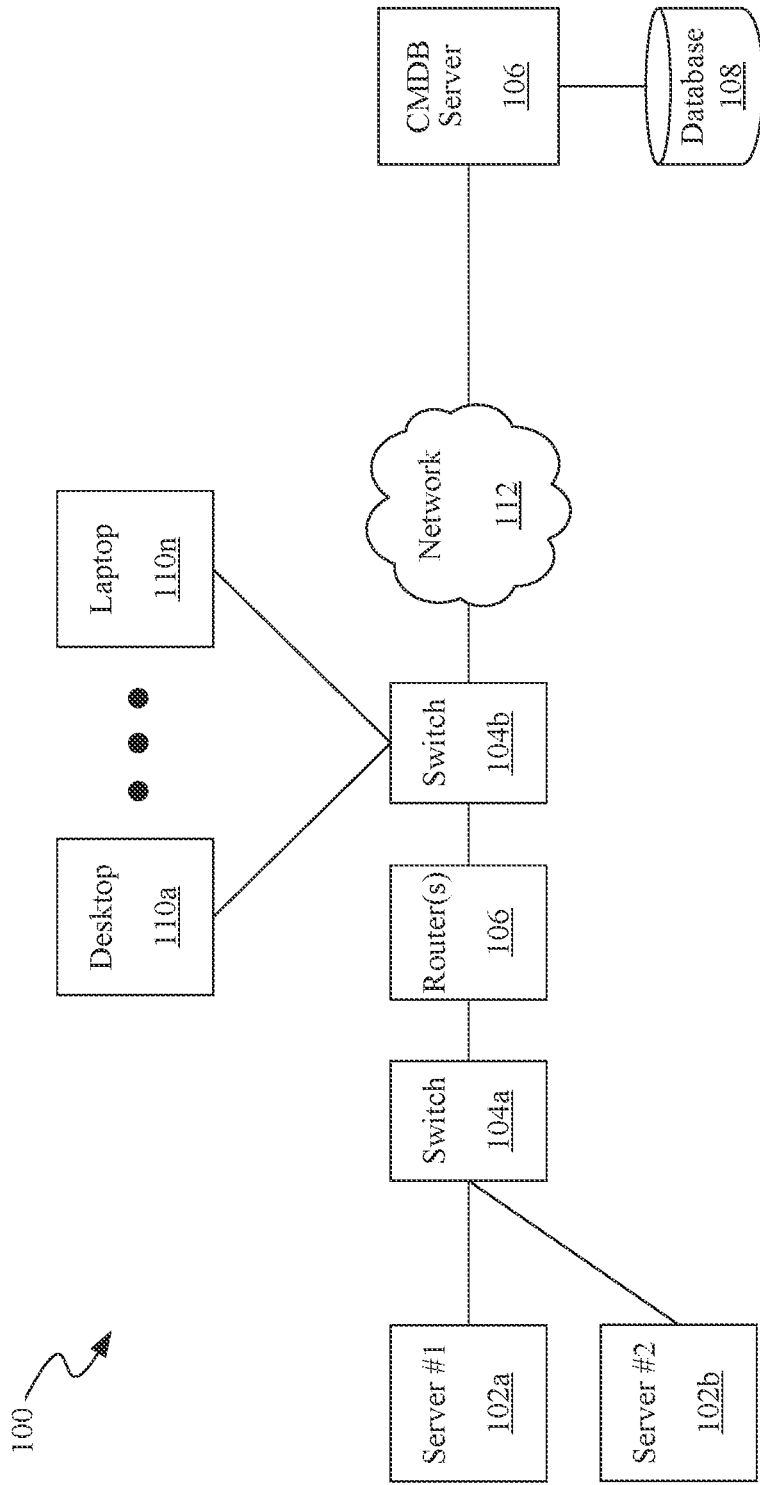 100
Desktop
110a
Laptop
110n
Server #1
102a
Switch
104a
Router(s)
106
Switch
104b
Network
112
CMDB
Server
106
Server #2
102b
Database
108